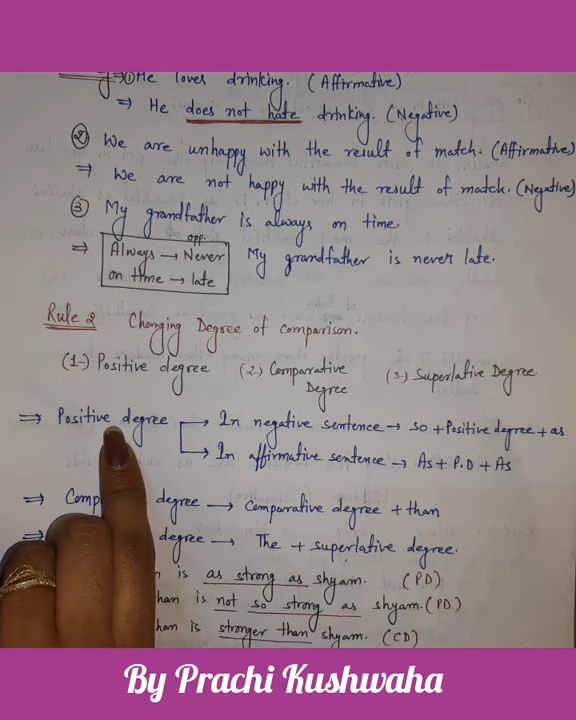 ⇒① He loves drinking. (Affirmative)
⇒ He does not hate drinking. (Negative)
② We are unhappy with the result of match. (Affirmative)
⇒ We are not happy with the result of match. (Negative)
③ My grandfather is always on time.
opp.
⇒ Always → Never
on time → late
My grandfather is never late.
Rule 2 Changing Degree of comparison.
(1-) Positive degree (2-) Comparative Degree (3-) Superlative Degree
⇒ Positive degree → In negative sentence → so + Positive degree + as
→ In affirmative sentence → As + P.D + As
⇒ Comp degree → Comparative degree + than
⇒ degree → The + superlative degree.
is as strong as shyam. (PD)
han is not so strong as shyam. (PD)
han is stronger than shyam. (CD)
By Prachi Kushwaha